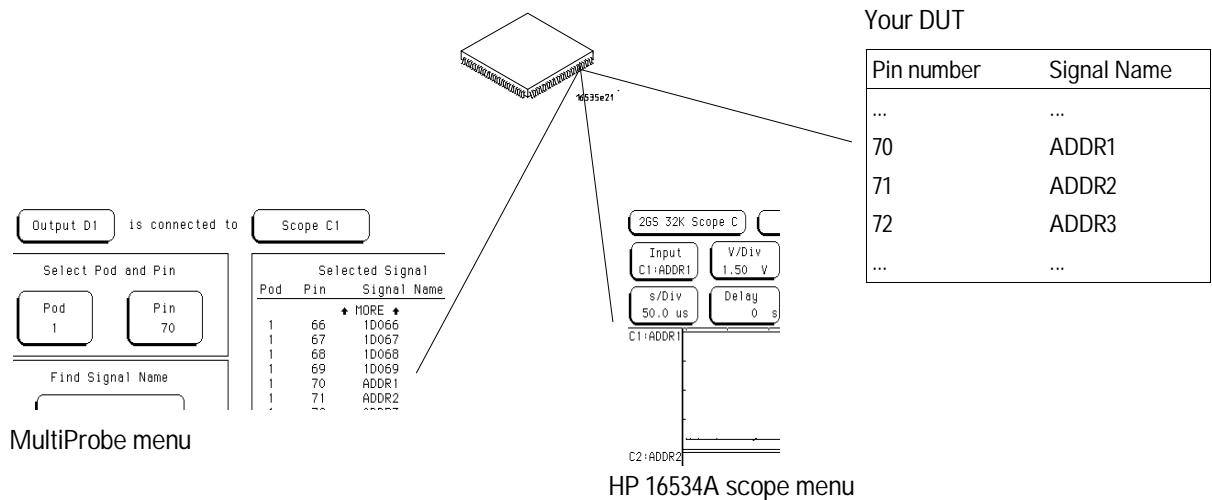 Your DUT
Pin number Signal Name
... ...
70 ADDR1
71 ADDR2
72 ADDR3
... ...
16535e21
Output D1 is connected to Scope C1
Select Pod and Pin
Pod 1
Pin 70
Find Signal Name
Selected Signal
Pod Pin Signal Name
MORE
1 66 1D066
1 67 1D067
1 68 1D068
1 69 1D069
1 70 ADDR1
1 71 ADDR2
MultiProbe menu
2GS 32K Scope C
Input C1:ADDR1
V/Div 1.50 V
s/Div 50.0 us
Delay 0 s
C1:ADDR1
C2:ADDR2
HP 16534A scope menu